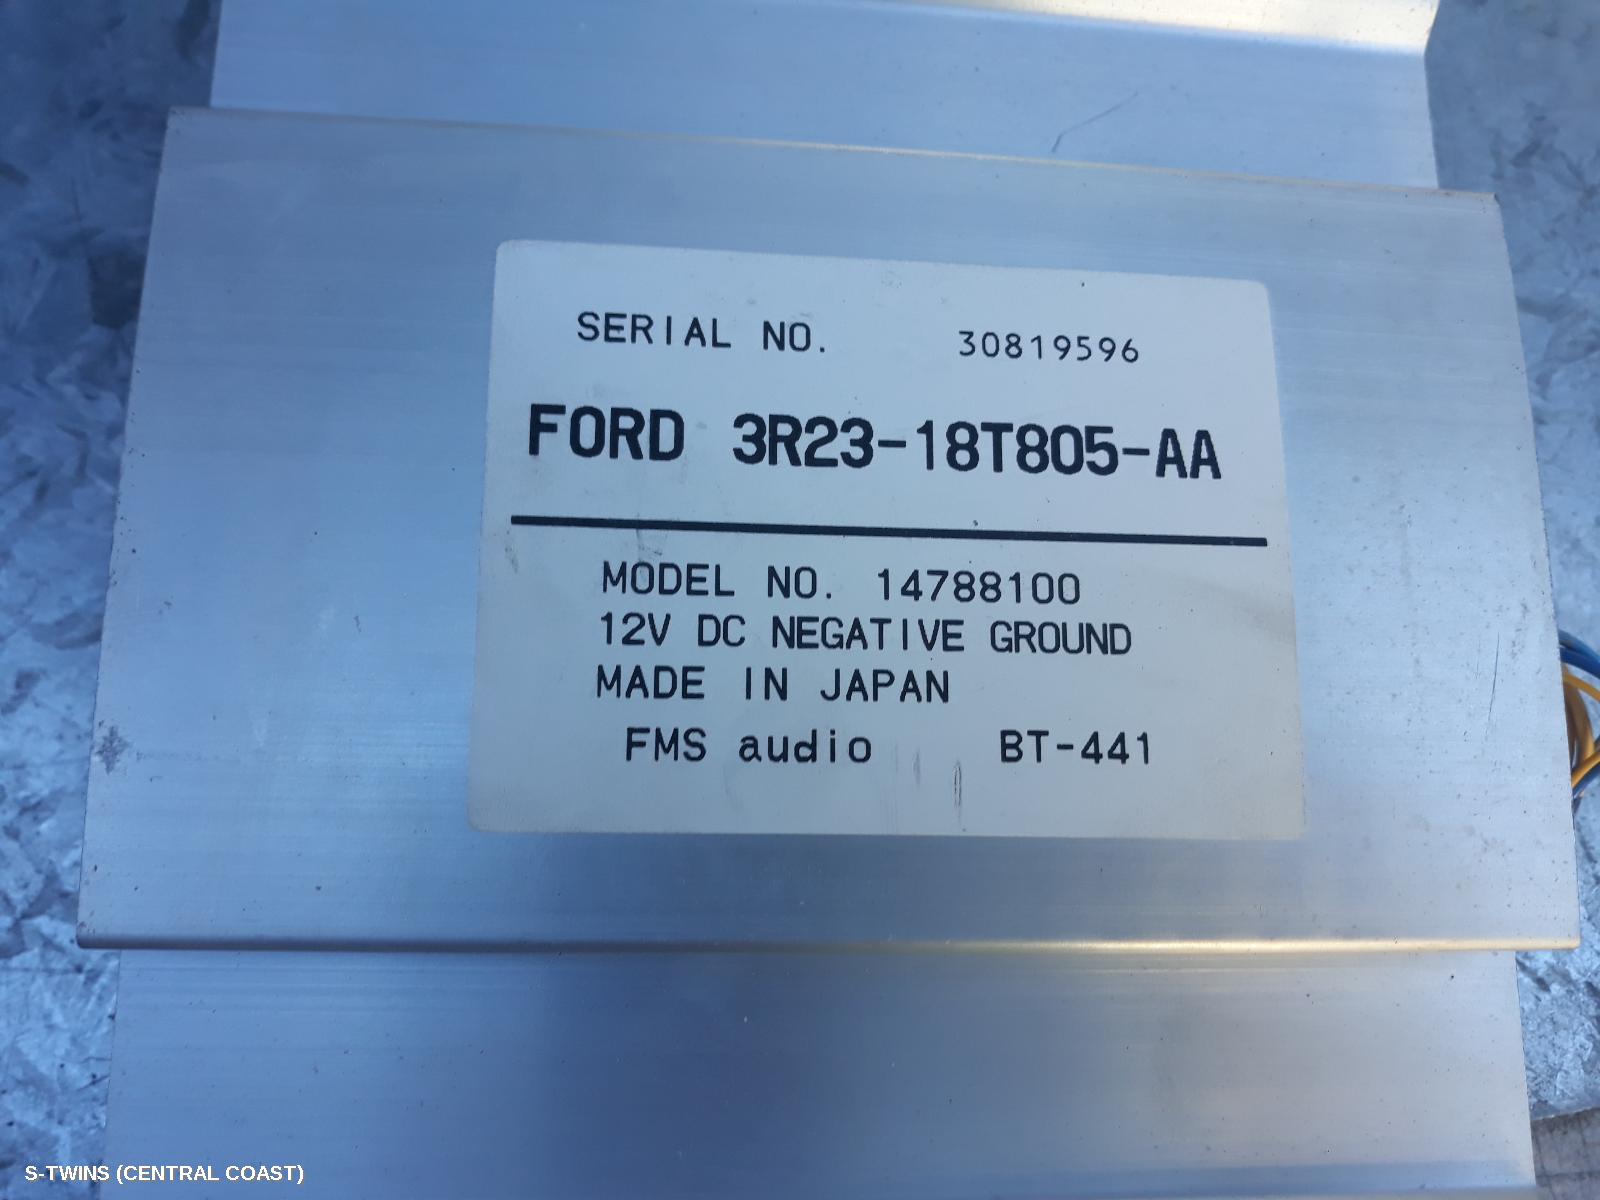 SERIAL NO. 30819596
FORD 3R23-18T805-AA
MODEL NO. 14788100
12V DC NEGATIVE GROUND
MADE IN JAPAN
FMS audio BT-441
S-TWINS (CENTRAL COAST)